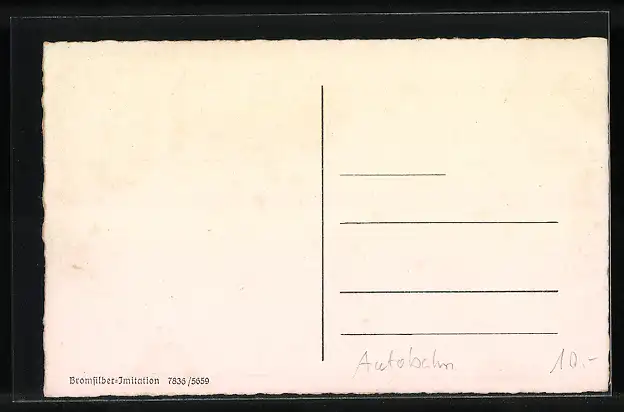 Bromſilber-Imitation 7836/5659
Autobahn 10.-